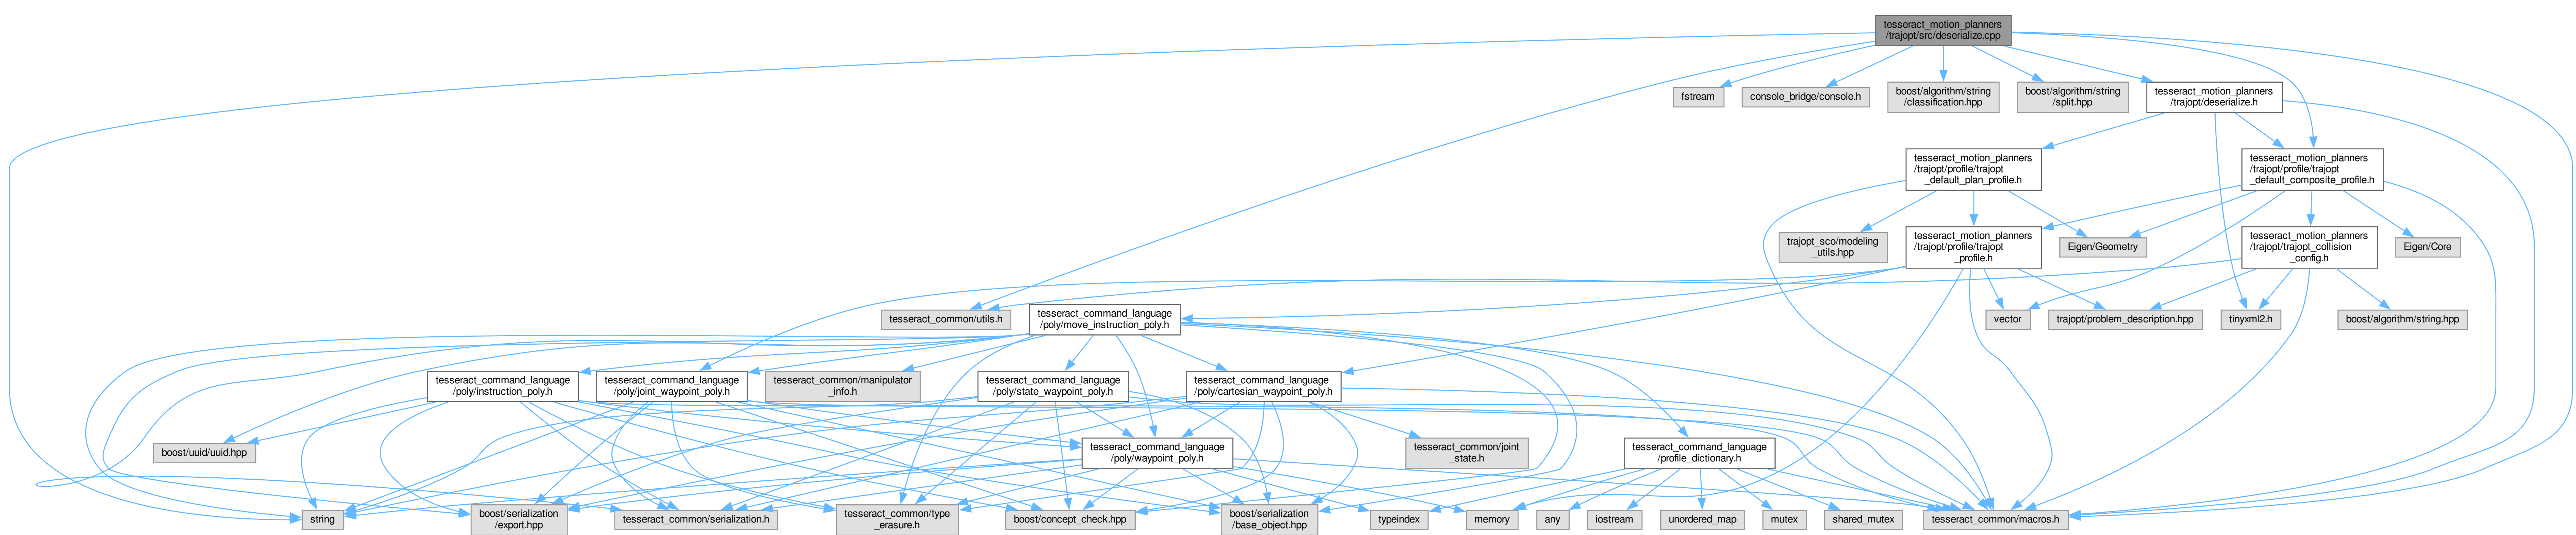 tesseract_motion_planners
/trajopt/src/deserialize.cpp
fstream
console_bridge/console.h
boost/algorithm/string
/classification.hpp
boost/algorithm/string
/split.hpp
tesseract_motion_planners
/trajopt/deserialize.h
tesseract_motion_planners
/trajopt/profile/trajopt
_default_plan_profile.h
tesseract_motion_planners
/trajopt/profile/trajopt
_default_composite_profile.h
trajopt_sco/modeling
_utils.hpp
tesseract_motion_planners
/trajopt/profile/trajopt
_profile.h
Eigen/Geometry
tesseract_motion_planners
/trajopt/trajopt_collision
_config.h
Eigen/Core
tesseract_common/utils.h
tesseract_command_language
/poly/move_instruction_poly.h
vector
trajopt/problem_description.hpp
tinyxml2.h
boost/algorithm/string.hpp
tesseract_command_language
/poly/instruction_poly.h
tesseract_command_language
/poly/joint_waypoint_poly.h
tesseract_common/manipulator
_info.h
tesseract_command_language
/poly/state_waypoint_poly.h
tesseract_command_language
/poly/cartesian_waypoint_poly.h
boost/uuid/uuid.hpp
tesseract_command_language
/poly/waypoint_poly.h
tesseract_common/joint
_state.h
tesseract_command_language
/profile_dictionary.h
string
boost/serialization
/export.hpp
tesseract_common/serialization.h
tesseract_common/type
_erasure.h
boost/concept_check.hpp
boost/serialization
/base_object.hpp
typeindex
memory
any
iostream
unordered_map
mutex
shared_mutex
tesseract_common/macros.h